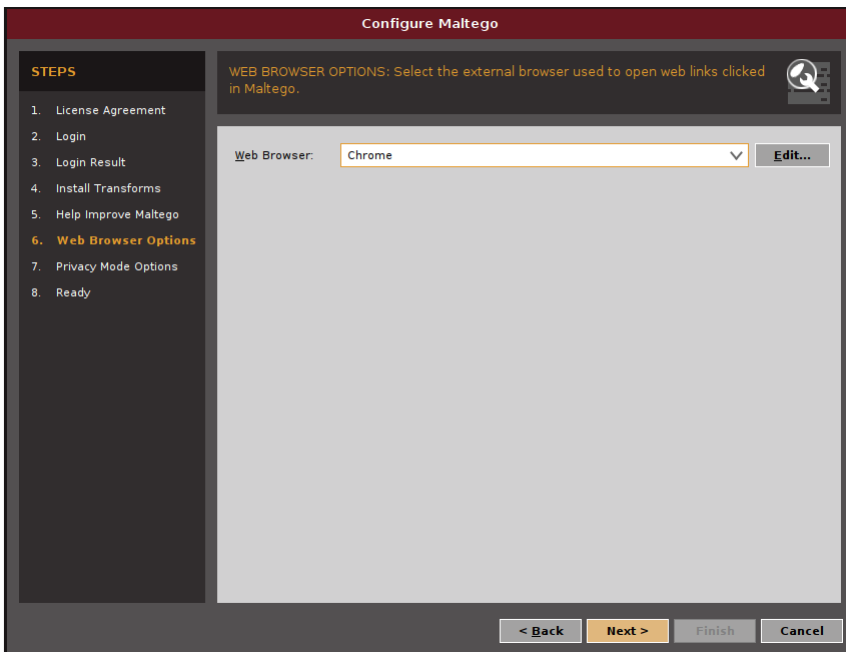 Configure Maltego
STEPS
1. License Agreement
2. Login
3. Login Result
4. Install Transforms
5. Help Improve Maltego
6. Web Browser Options
7. Privacy Mode Options
8. Ready
WEB BROWSER OPTIONS: Select the external browser used to open web links clicked
in Maltego.
Web Browser: Chrome Edit...
< Back Next > Finish Cancel